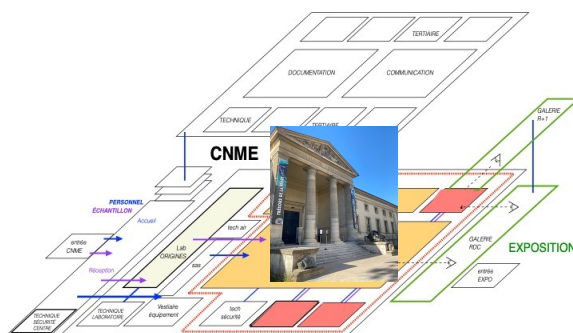 TERTIAIRE
DOCUMENTATION
COMMUNICATION
TECHNIQUE
TERTIAIRE
GALERIE
R+1
CNME
PERSONNEL
ÉCHANTILLON
Accueil
entrée
CNME
Réception
Lab
ORIGINES
tech air
sas
GALERIE
RDC
EXPOSITION
entrée
EXPO
TECHNIQUE
SÉCURITÉ
CENTRE
TECHNIQUE
LABORATOIRE
Vestiaire
équipement
tech
sécurité